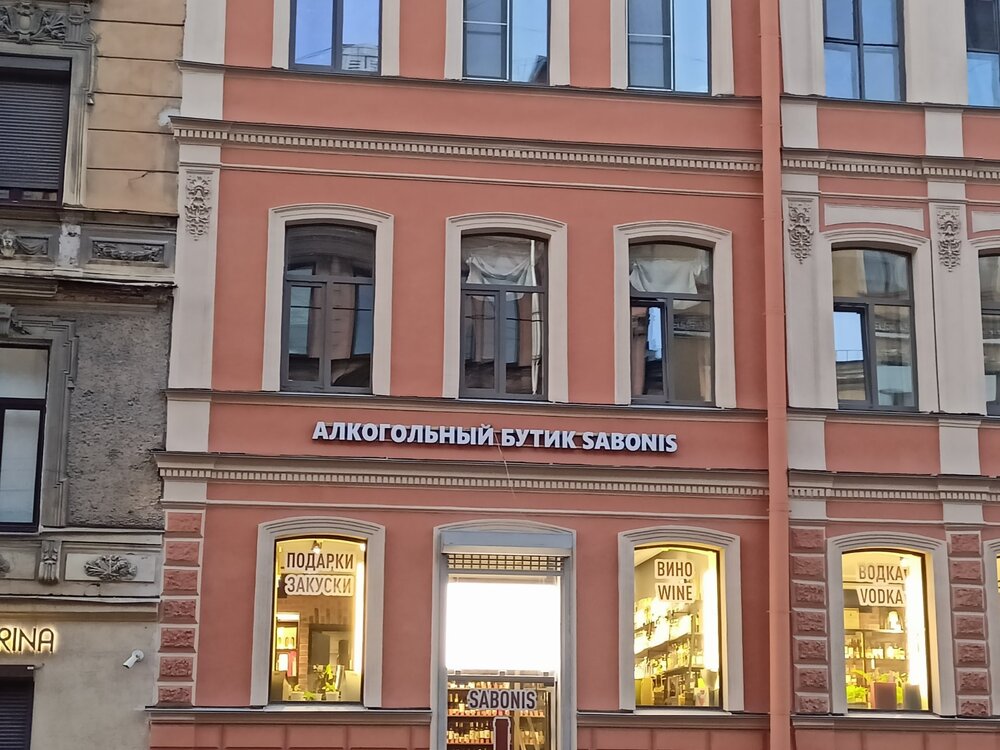 АЛКОГОЛЬНЫЙ БУТИК SABONIS
ПОДАРКИ
ЗАКУСКИ
ВИНО
WINE
ВОДКА
VODKA
RINA
SABONIS